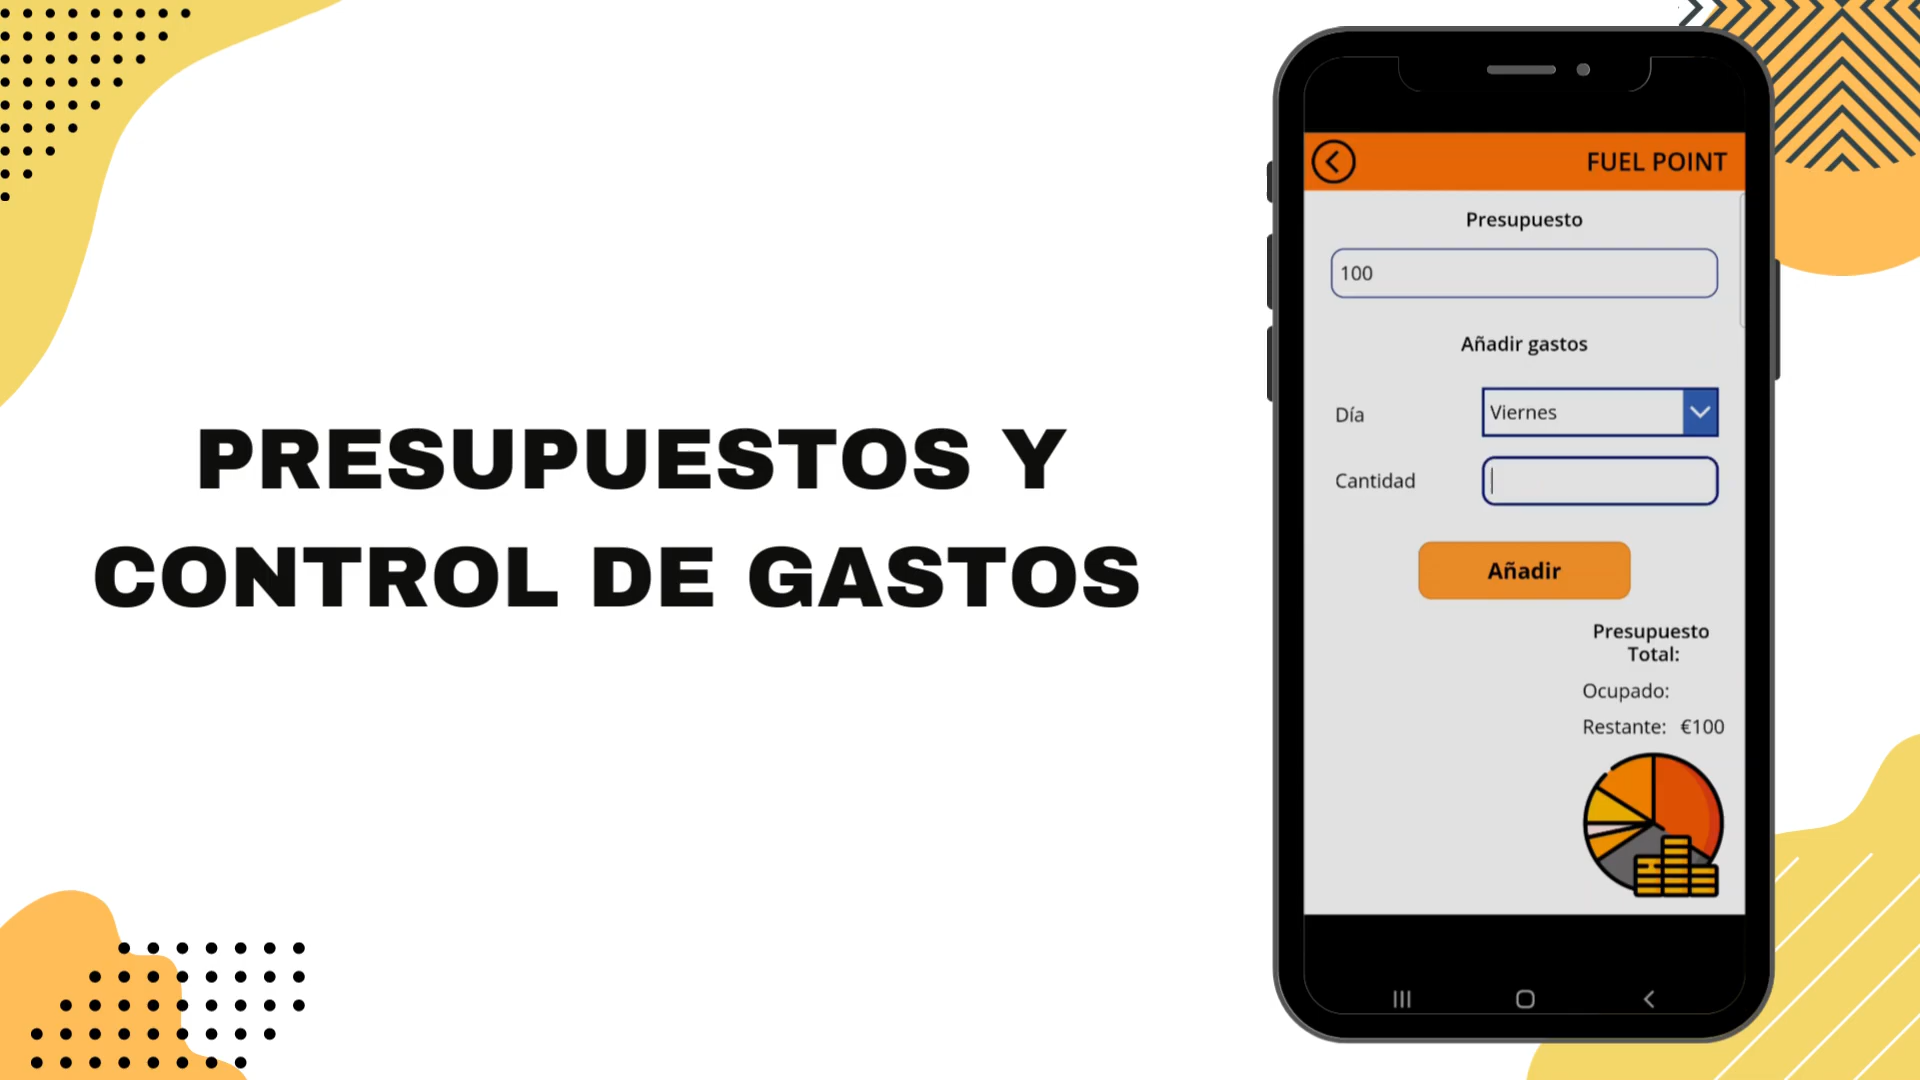 PRESUPUESTOS Y
CONTROL DE GASTOS
FUEL POINT
Presupuesto
100
Añadir gastos
Día
Viernes
Cantidad
Añadir
Presupuesto
Total:
Ocupado:
Restante: €100